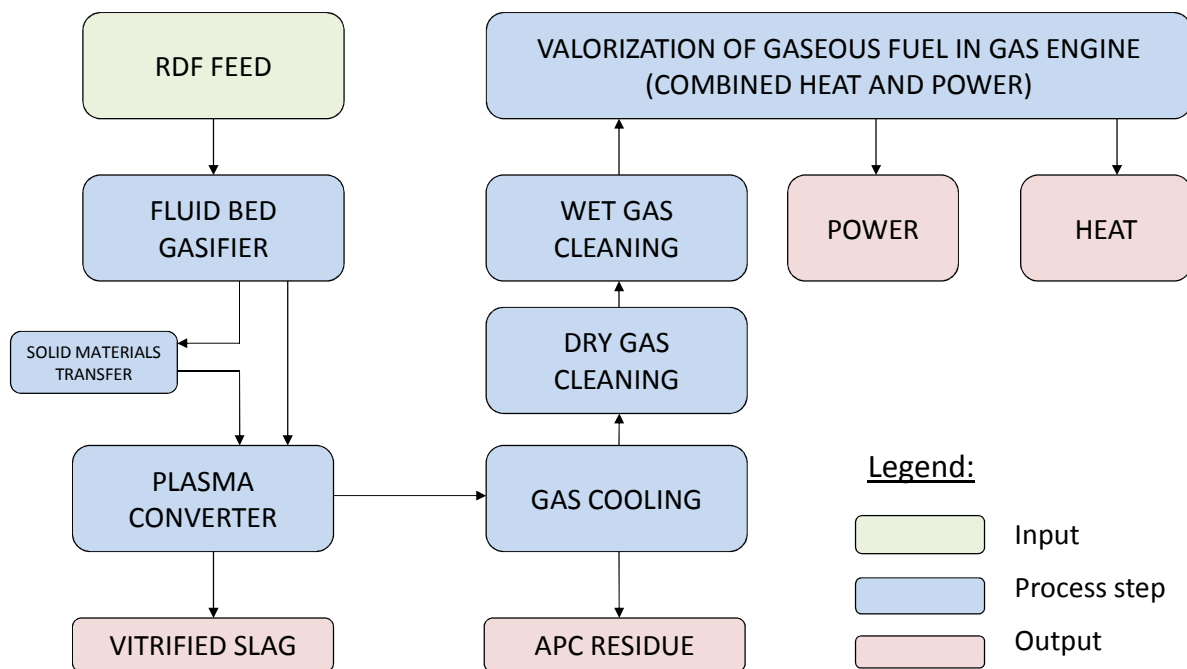 RDF FEED
FLUID BED
GASIFIER
SOLID MATERIALS
TRANSFER
PLASMA
CONVERTER
VITRIFIED SLAG
VALORIZATION OF GASEOUS FUEL IN GAS ENGINE
(COMBINED HEAT AND POWER)
WET GAS
CLEANING
POWER
HEAT
DRY GAS
CLEANING
GAS COOLING
APC RESIDUE
Legend:
Input
Process step
Output